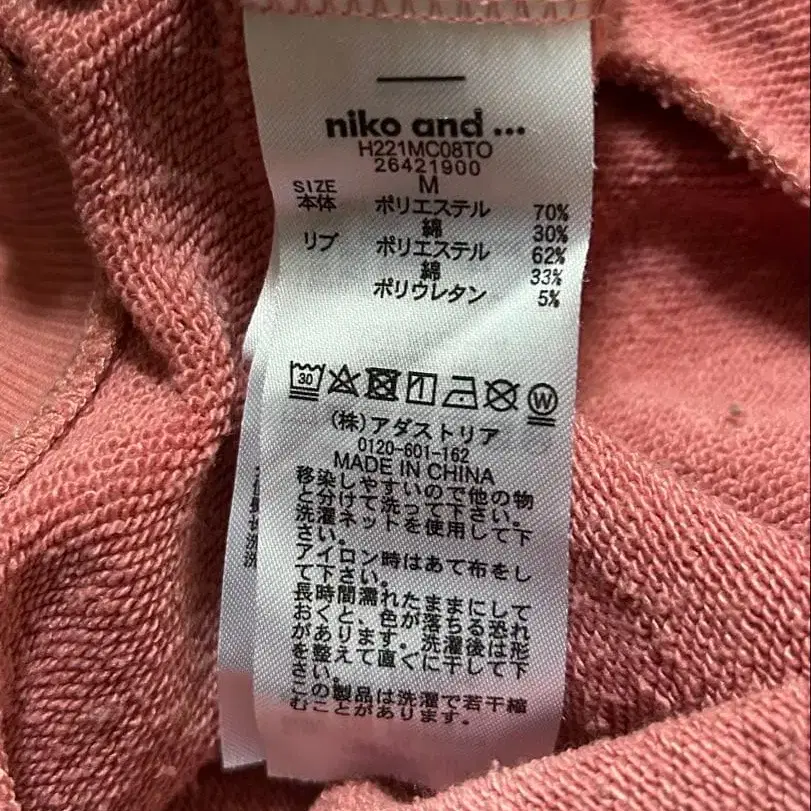 niko and ...
H221MC08TO
26421900
SIZE M
本体 ポリエステル 70%
綿 30%
リブ ポリエステル 62%
綿 33%
ポリウレタン 5%
30 W
(株)アダストリア
0120-601-162
MADE IN CHINA
移染しやすいので他の物
と分けて洗って下さい。
洗濯ネットを使用して下
さい。
アイロン時はあて布をし
て下さい。
長時間濡れたままにして
おくと、色が落ちる恐れ
があります。洗濯後は形
を整えて直ぐに干して下
さい。
この製品は洗濯で若干縮
むことがあります。